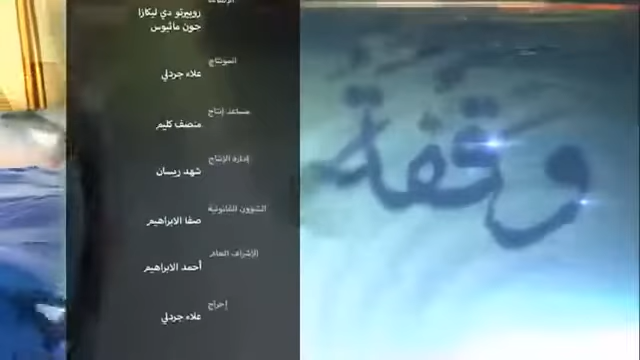 روبيرتو دي ليكازا
جون ماثيوس
المونتاج
علاء جردلي
مساعد إنتاج
منصف كليم
إدارة الإنتاج
شهد ريسان
الشؤون القانونية
صفا الابراهيم
الإشراف العام
أحمد الابراهيم
إخراج
علاء جردلي
وقفة